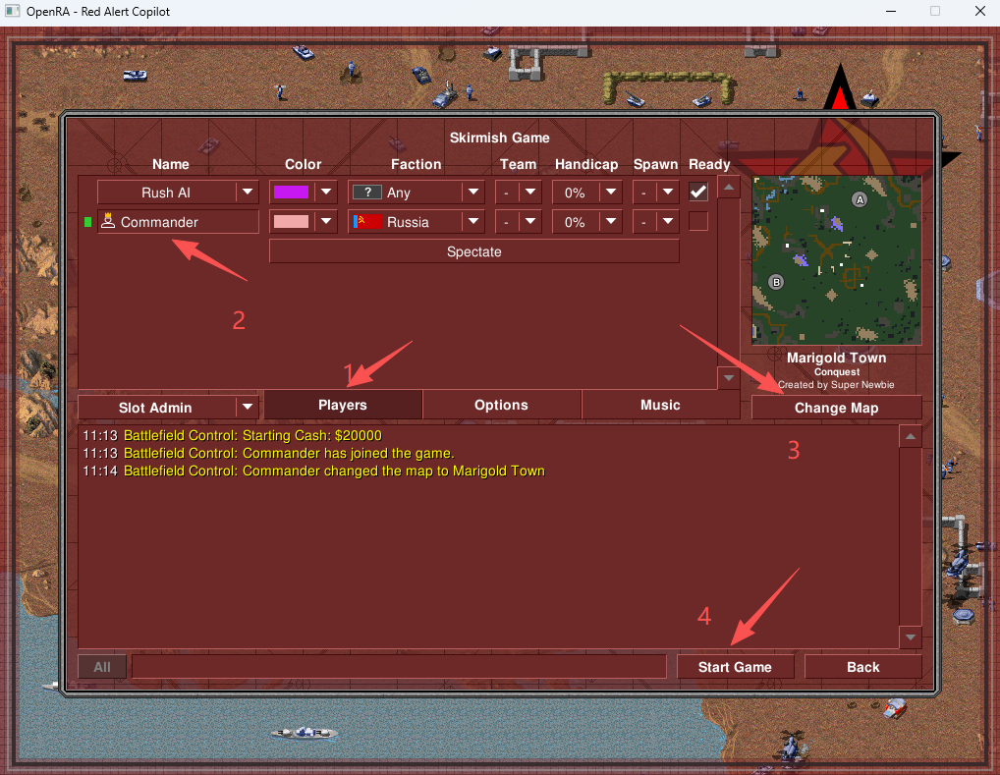 OpenRA - Red Alert Copilot
Skirmish Game
Name Color Faction Team Handicap Spawn Ready
Rush AI ? Any - 0% -
Commander Russia - 0% -
Spectate
A
B
2
1
Marigold Town
Conquest
Created by Super Newbie
Slot Admin Players Options Music Change Map
11:13 Battlefield Control: Starting Cash: $20000
11:13 Battlefield Control: Commander has joined the game.
11:14 Battlefield Control: Commander changed the map to Marigold Town
3
4
All Start Game Back